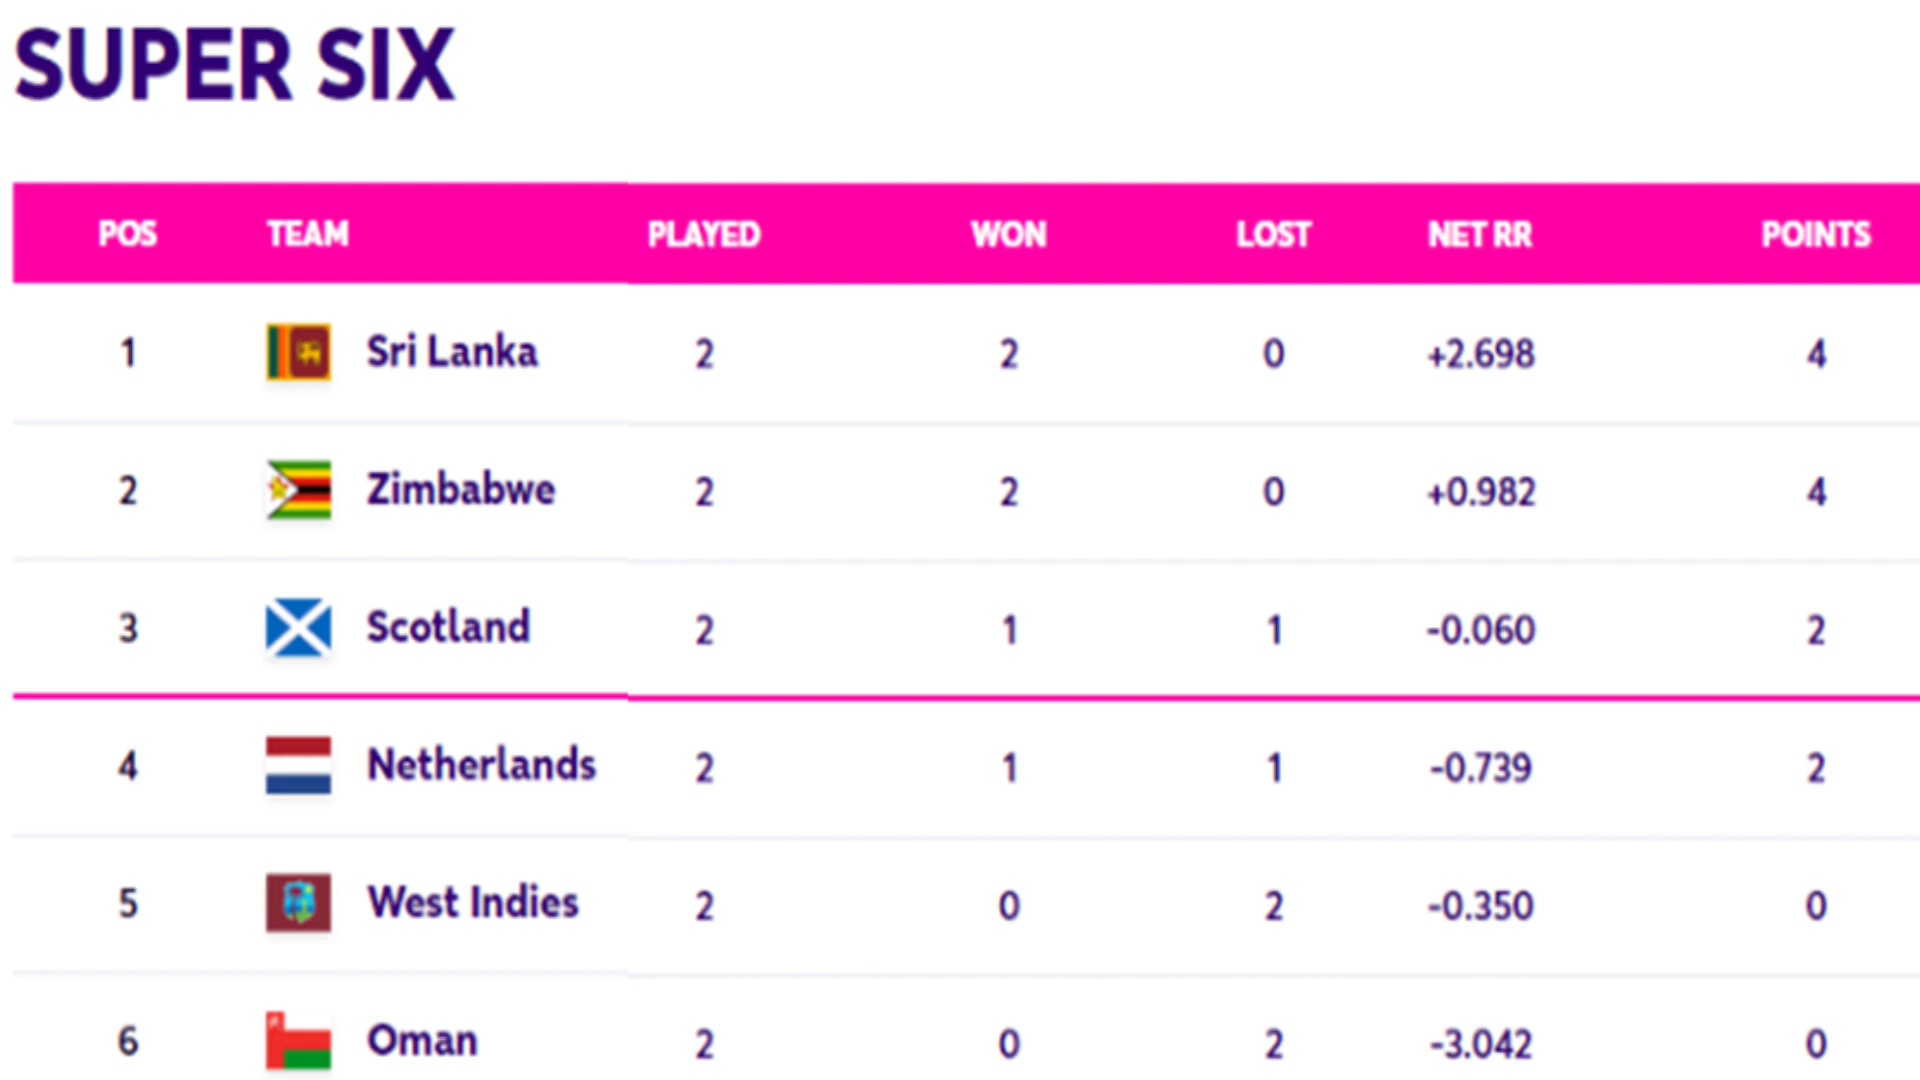 SUPER SIX
POS TEAM PLAYED WON LOST NET RR POINTS
1 Sri Lanka 2 2 0 +2.698 4
2 Zimbabwe 2 2 0 +0.982 4
3 Scotland 2 1 1 -0.060 2
4 Netherlands 2 1 1 -0.739 2
5 West Indies 2 0 2 -0.350 0
6 Oman 2 0 2 -3.042 0